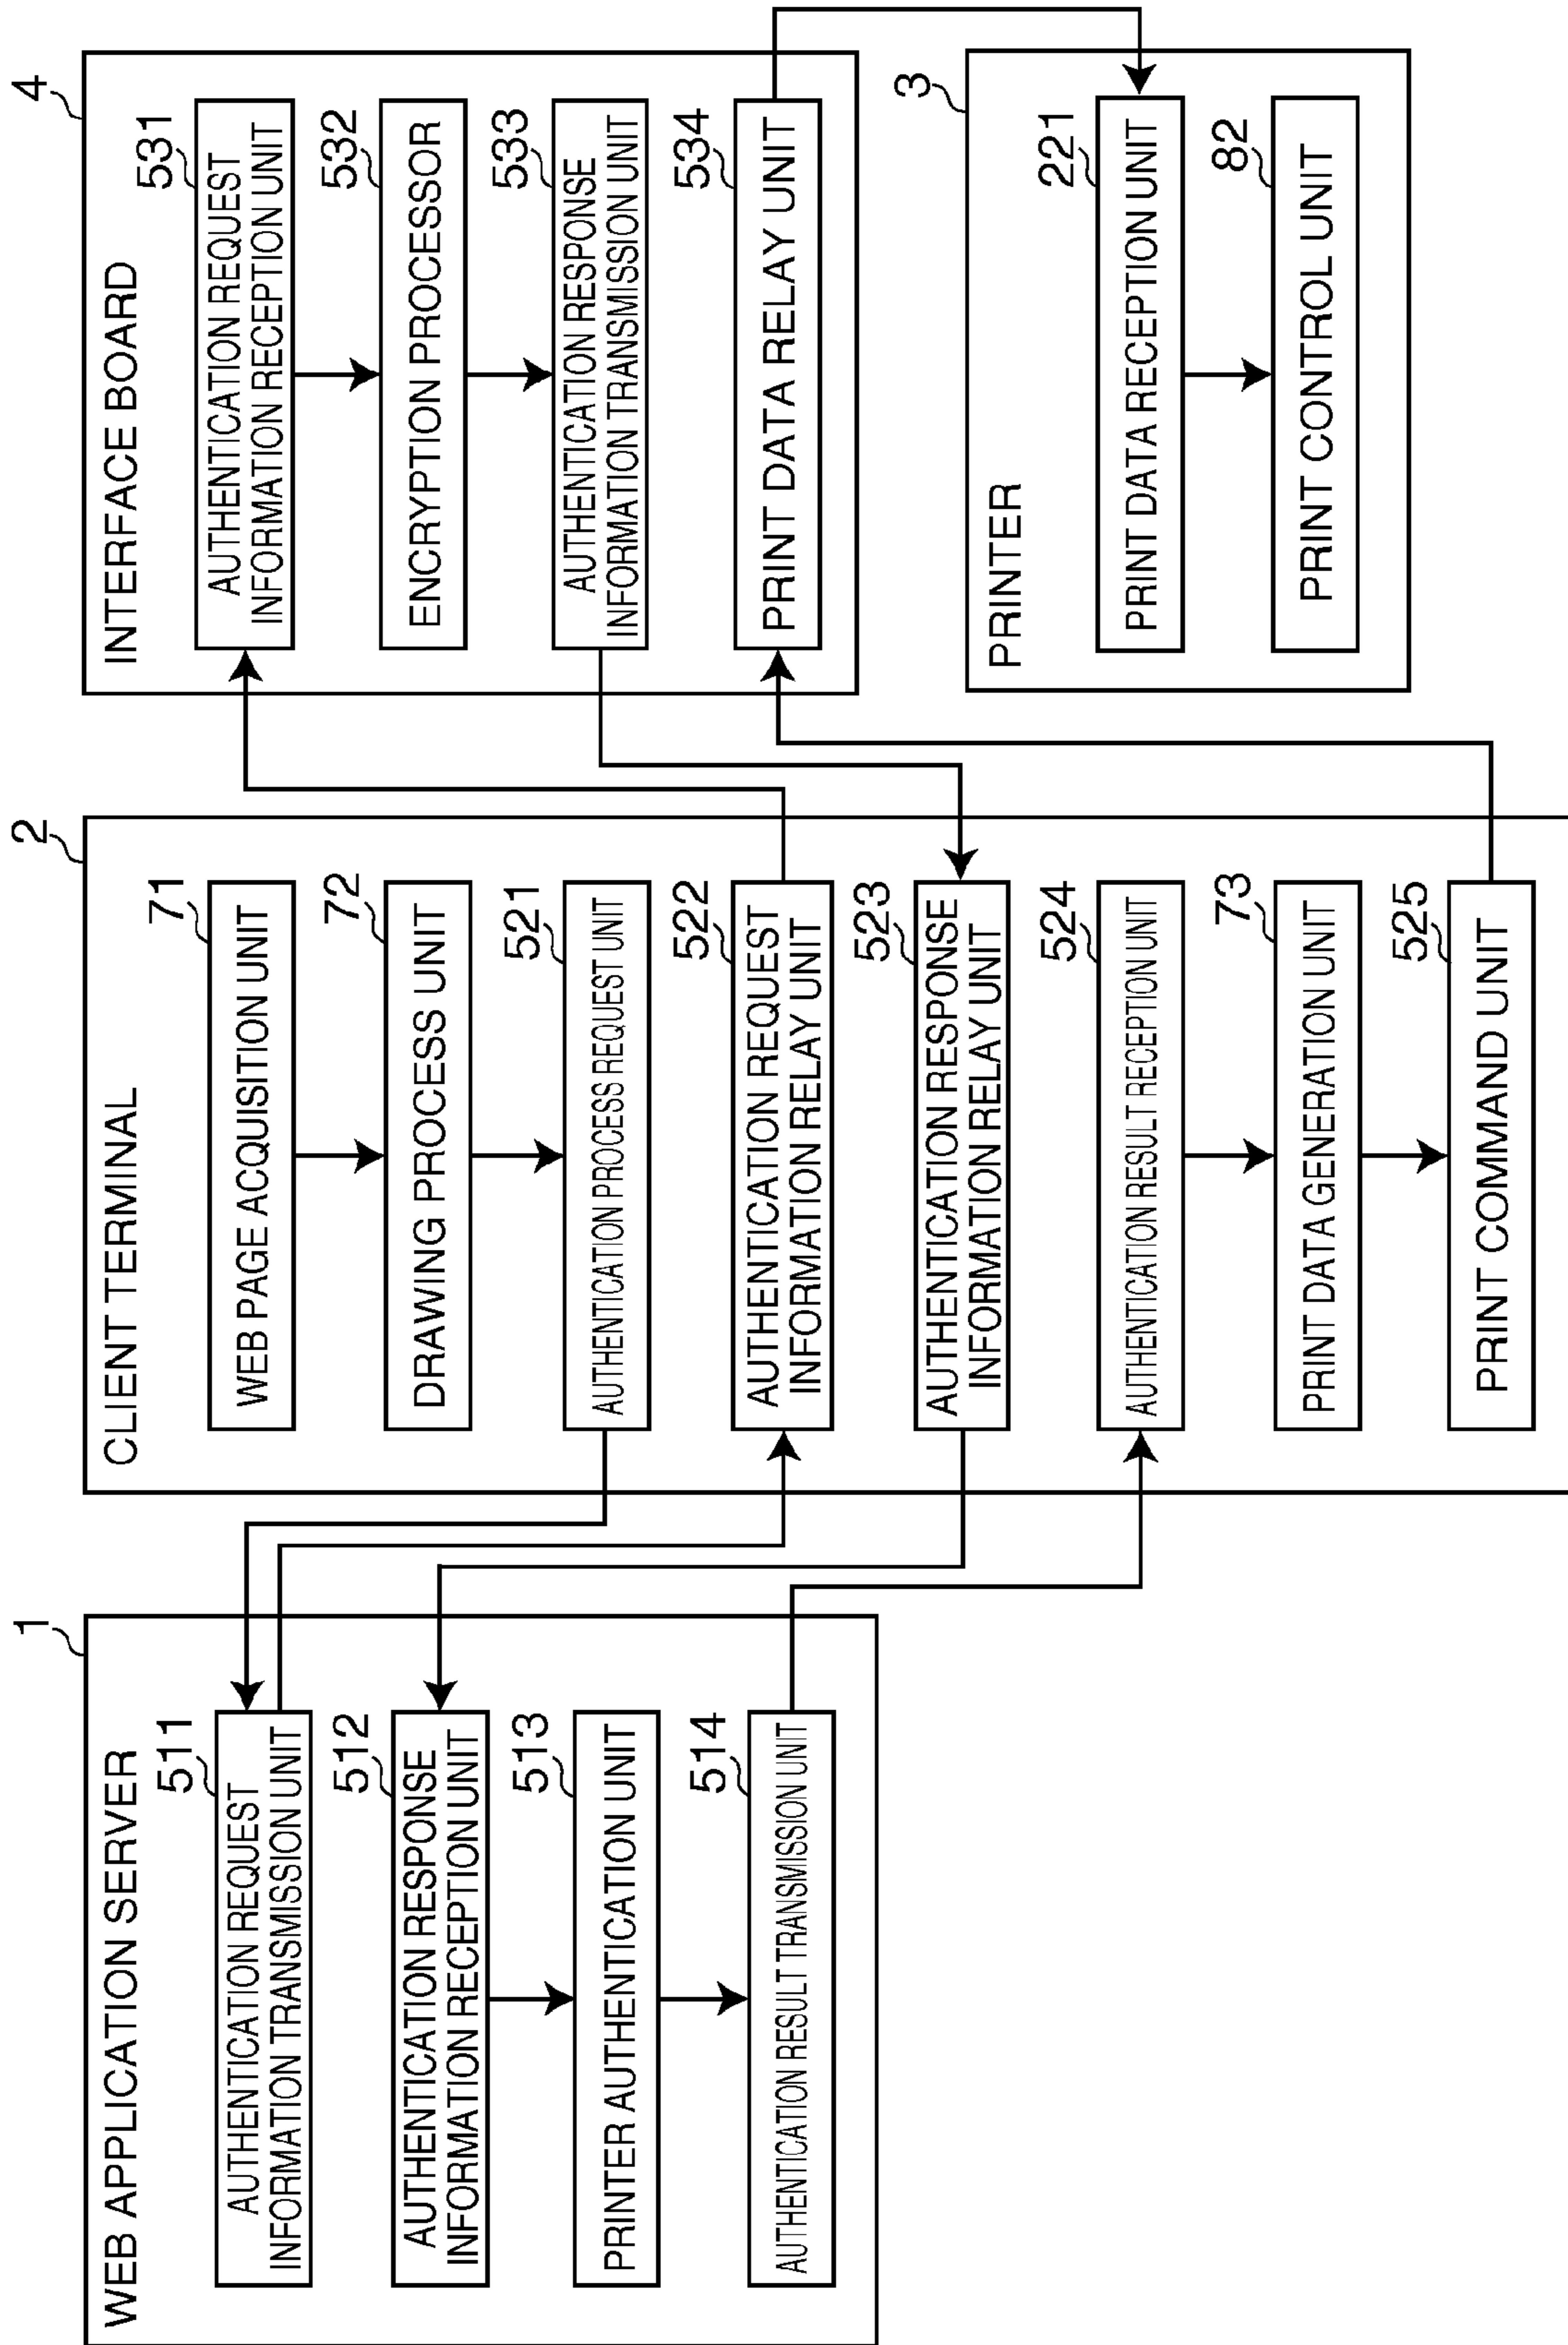 1
WEB APPLICATION SERVER
511
AUTHENTICATION REQUEST
INFORMATION TRANSMISSION UNIT
512
AUTHENTICATION RESPONSE
INFORMATION RECEPTION UNIT
513
PRINTER AUTHENTICATION UNIT
514
AUTHENTICATION RESULT TRANSMISSION UNIT
2
CLIENT TERMINAL
71
WEB PAGE ACQUISITION UNIT
72
DRAWING PROCESS UNIT
521
AUTHENTICATION PROCESS REQUEST UNIT
522
AUTHENTICATION REQUEST
INFORMATION RELAY UNIT
523
AUTHENTICATION RESPONSE
INFORMATION RELAY UNIT
524
AUTHENTICATION RESULT RECEPTION UNIT
73
PRINT DATA GENERATION UNIT
525
PRINT COMMAND UNIT
4
INTERFACE BOARD
531
AUTHENTICATION REQUEST
INFORMATION RECEPTION UNIT
532
ENCRYPTION PROCESSOR
533
AUTHENTICATION RESPONSE
INFORMATION TRANSMISSION UNIT
534
PRINT DATA RELAY UNIT
3
PRINTER
221
PRINT DATA RECEPTION UNIT
82
PRINT CONTROL UNIT